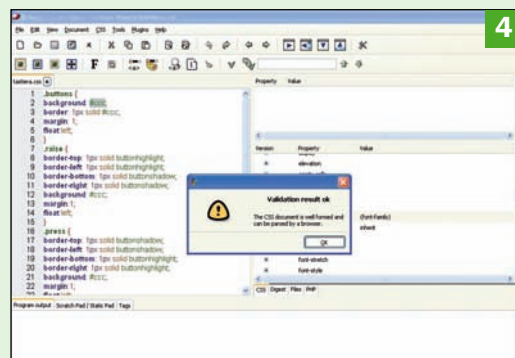 4
File Edit View Document CSS Tools Plugins Help
Property Value
1 .buttons {
2 background: #ccc;
3 border: 1px solid #ccc;
4 margin: 1;
5 float:left;
6 }
7 .raise {
8 border-top: 1px solid buttonhighlight;
9 border-left: 1px solid buttonhighlight;
10 border-bottom: 1px solid buttonshadow;
11 border-right: 1px solid buttonshadow;
12 background: #ccc;
13 margin: 1;
14 float:left;
15 }
16 .press {
17 border-top: 1px solid buttonshadow;
18 border-left: 1px solid buttonshadow;
19 border-bottom: 1px solid buttonhighlight;
20 border-right: 1px solid buttonhighlight;
21 background: #ccc;
22 margin: 1;
Version Property Value
elevation
(font-family)
inherit
font-stretch
font-style
Validation result ok
The CSS document is well formed and
can be parsed by a browser.
OK
CSS Digest Files PHP
Program output Scratch Pad / Static Pad Tags